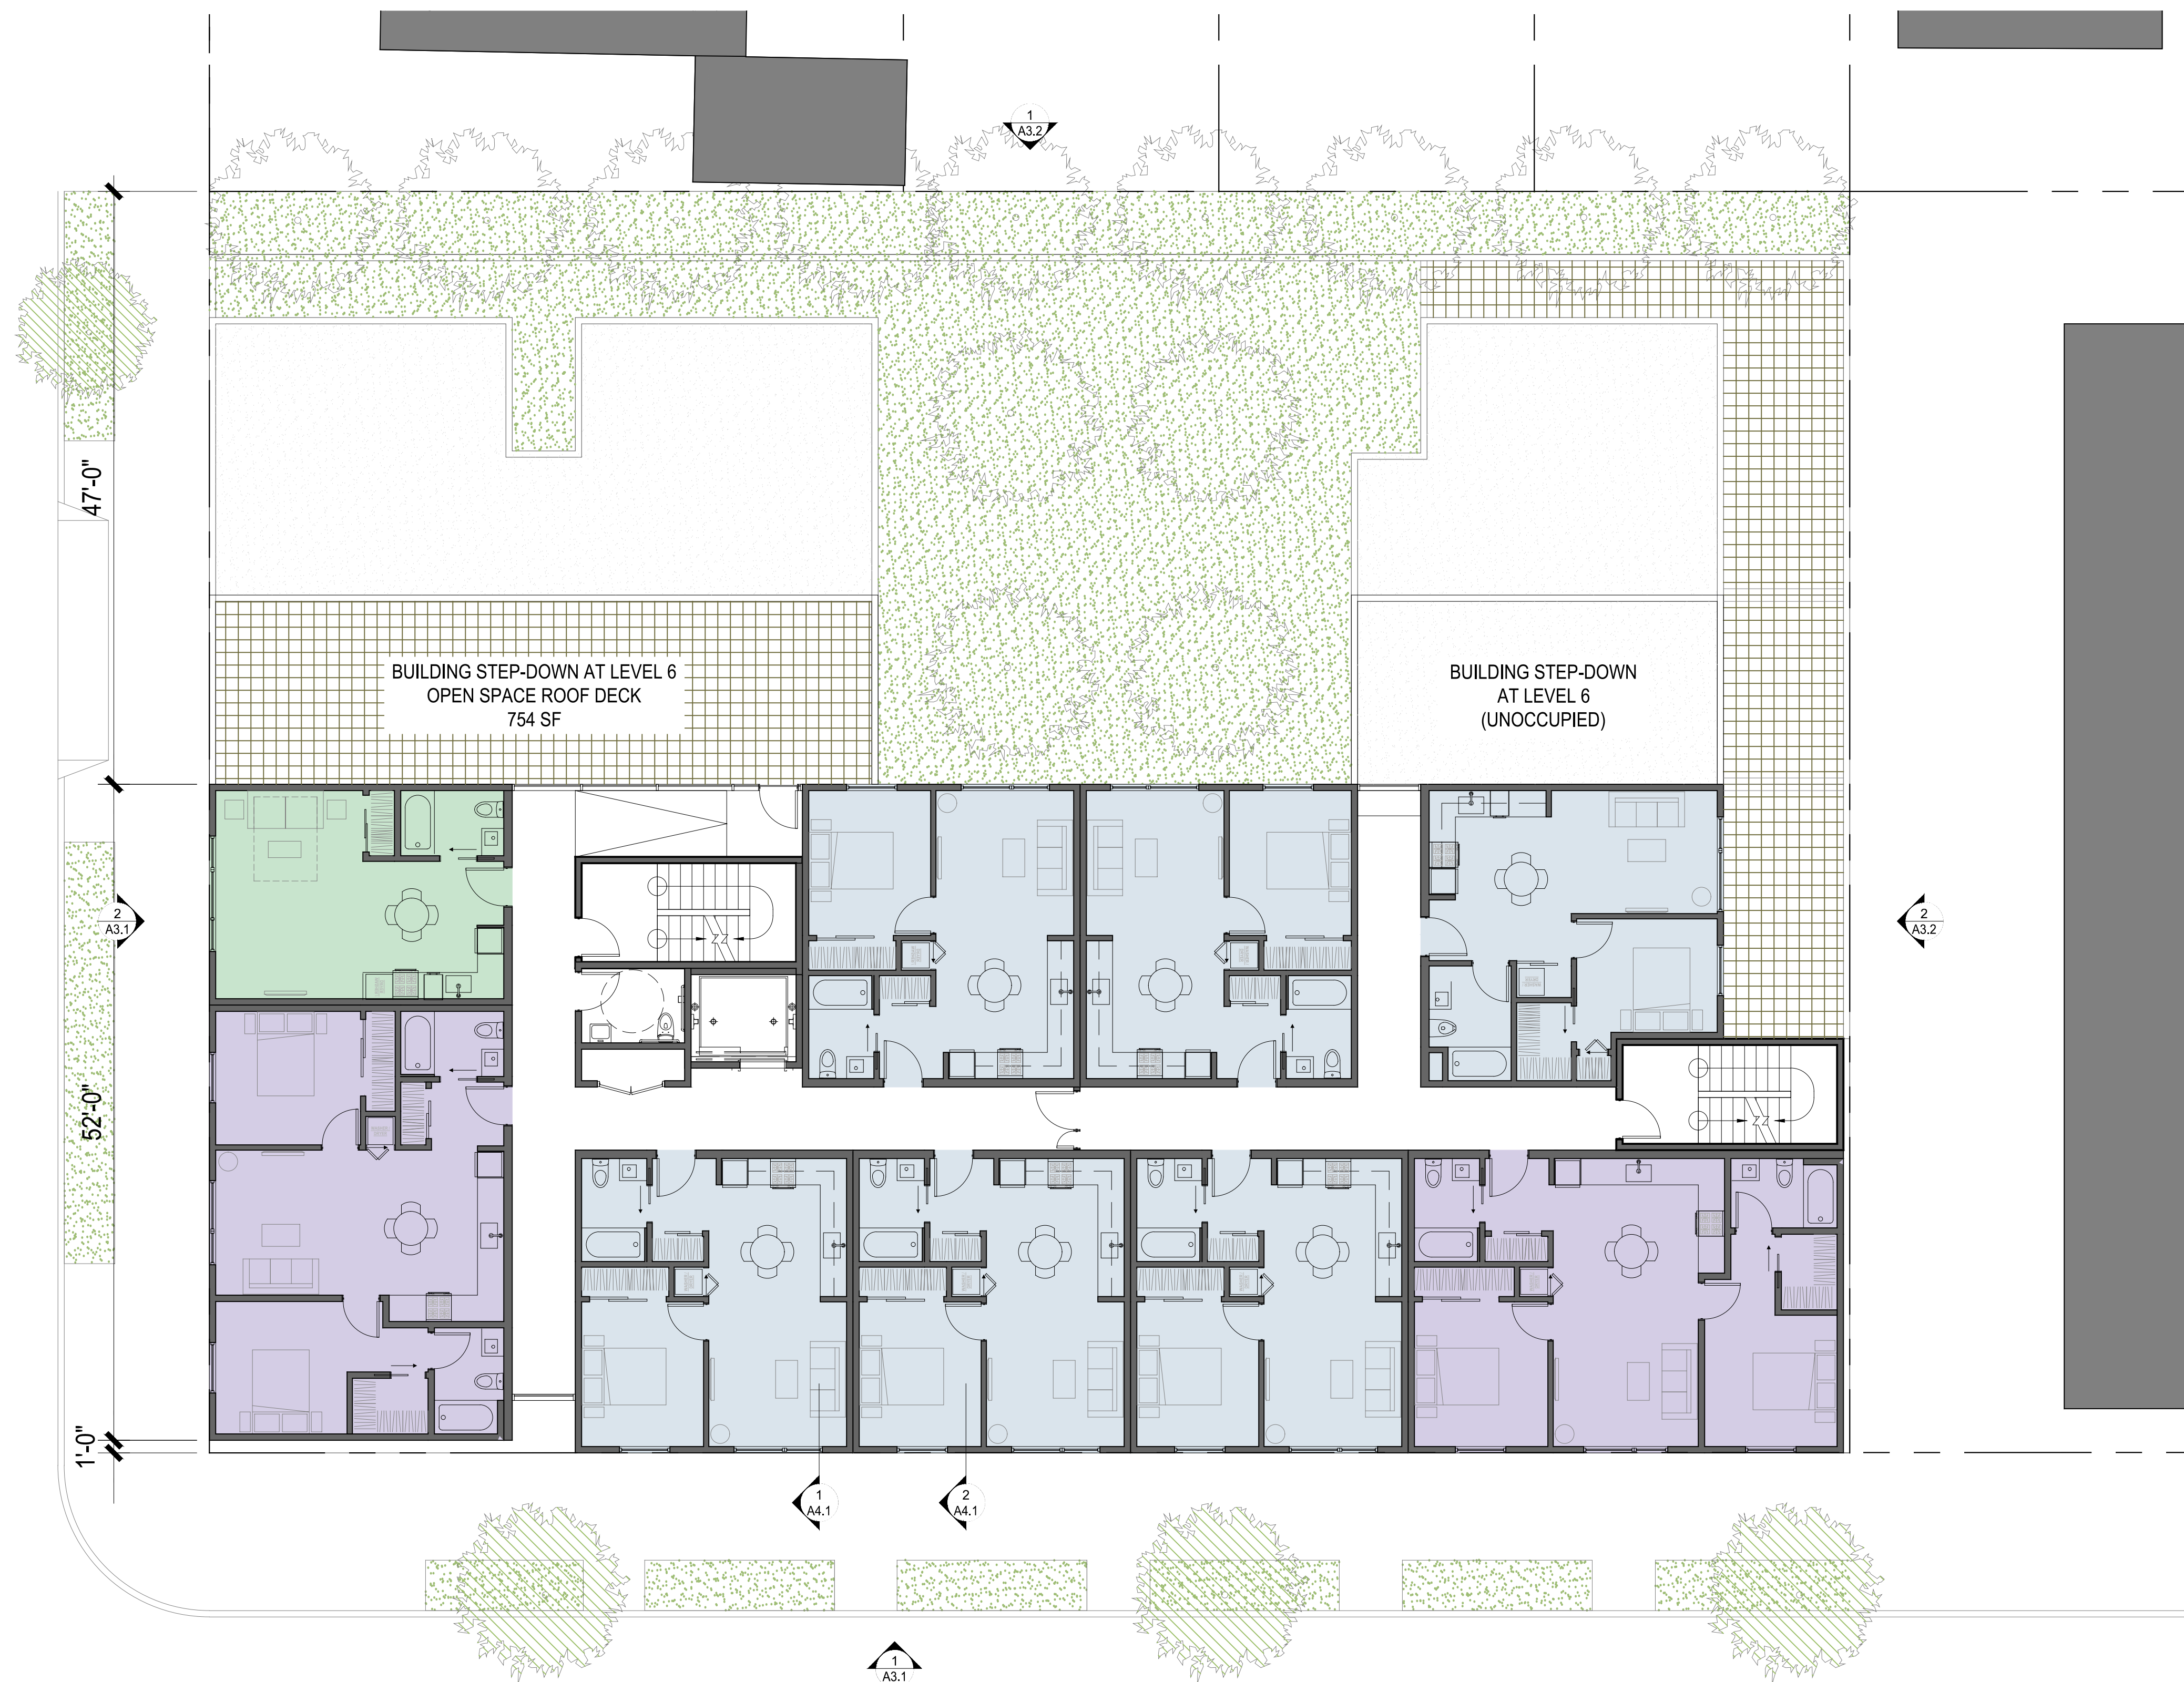 1
A3.2
47'-0"
BUILDING STEP-DOWN AT LEVEL 6
OPEN SPACE ROOF DECK
754 SF
BUILDING STEP-DOWN
AT LEVEL 6
(UNOCCUPIED)
2
A3.1
2
A3.2
52'-0"
1'-0"
1
A4.1
2
A4.1
1
A3.1